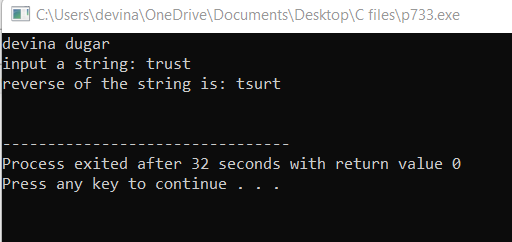 C:\Users\devina\OneDrive\Documents\Desktop\C files\p733.exe
devina dugar
input a string: trust
reverse of the string is: tsurt
--------------------------------
Process exited after 32 seconds with return value 0
Press any key to continue . . .